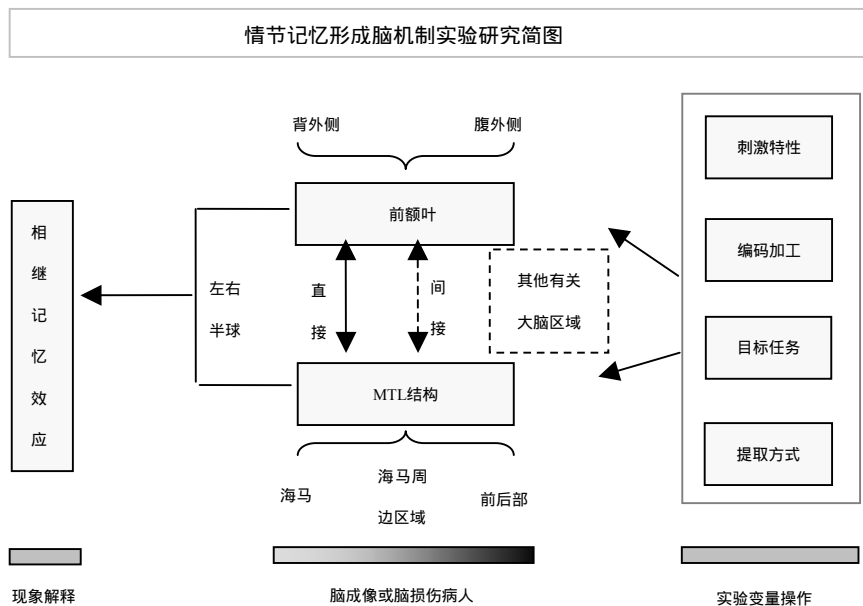 情节记忆形成脑机制实验研究简图
背外侧
腹外侧
刺激特性
前额叶
编码加工
相
继
记
忆
效
应
左右
半球
直
接
间
接
其他有关
大脑区域
目标任务
MTL结构
提取方式
海马
海马周
边区域
前后部
现象解释
脑成像或脑损伤病人
实验变量操作